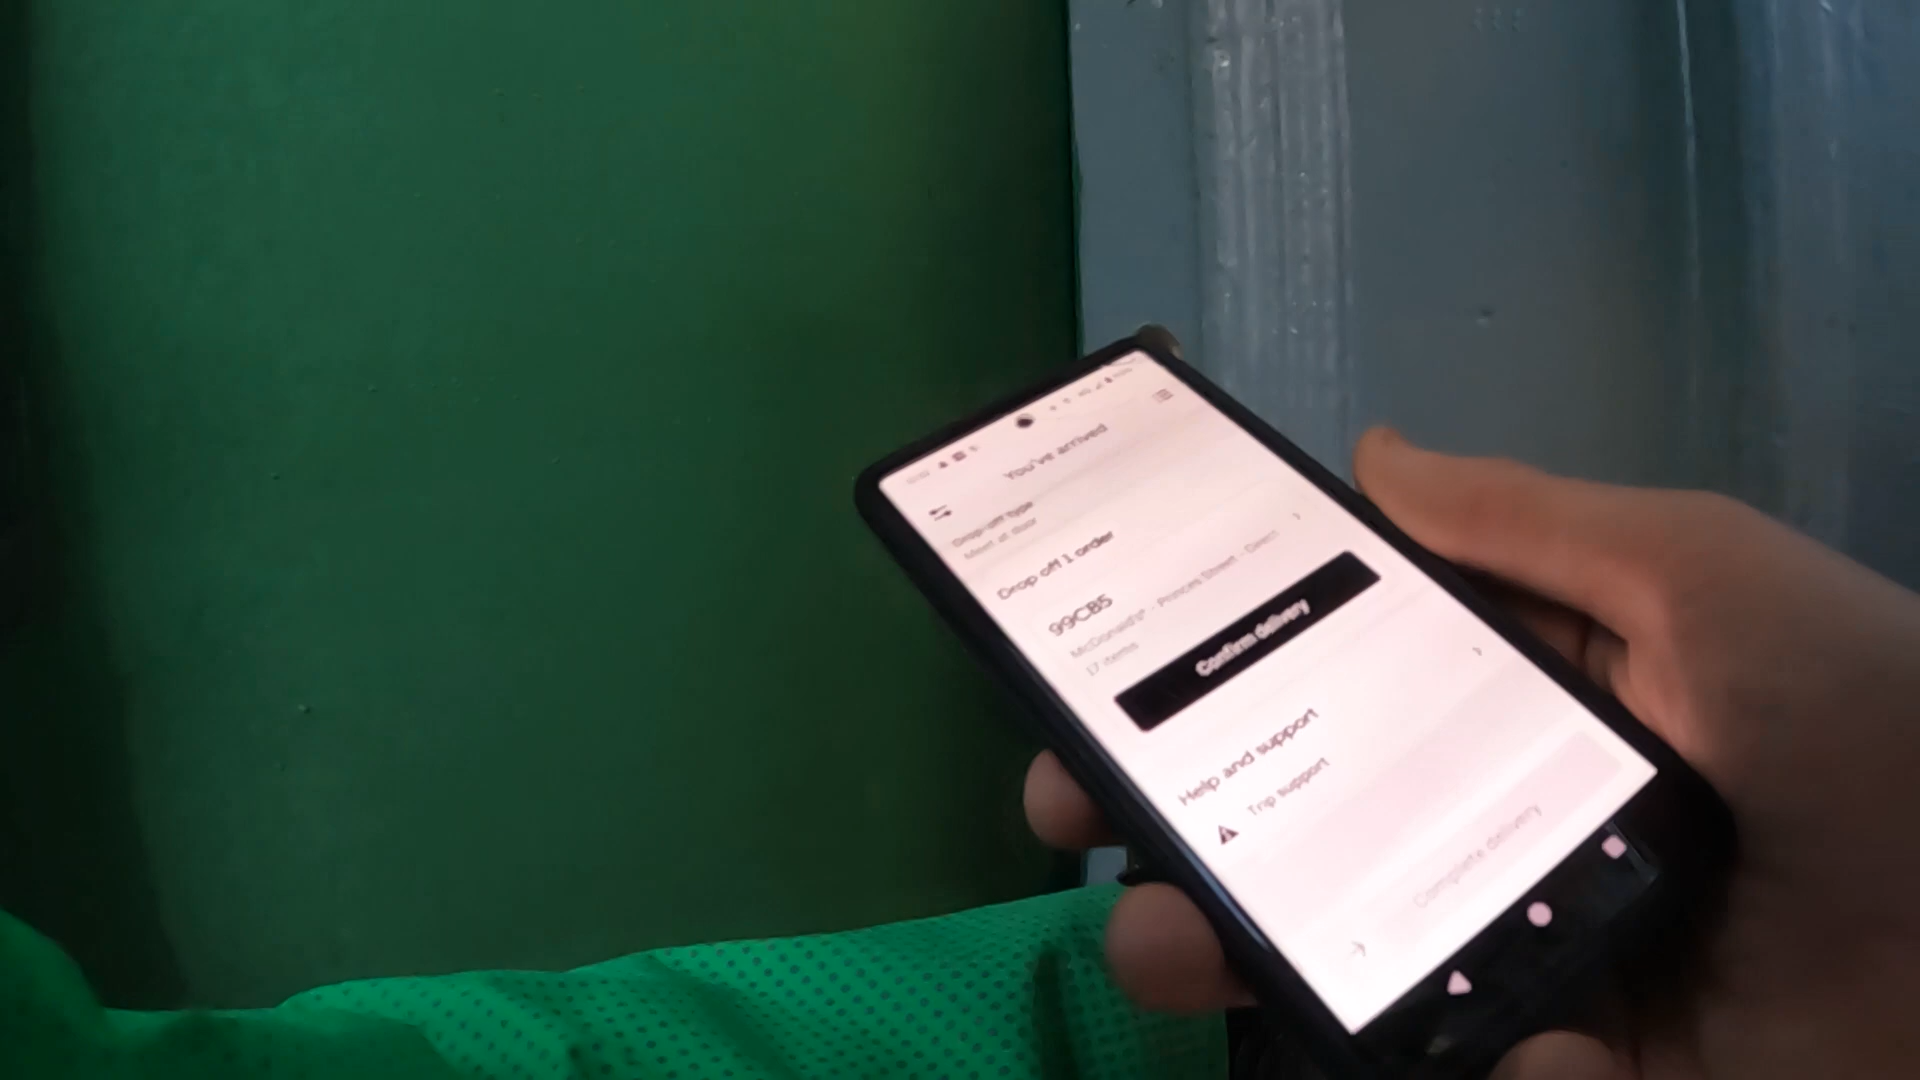 You've arrived
Drop-off type
Meet at door
Drop off 1 order
99CB5
McDonald's® - Princes Street - Direct
17 items
Confirm delivery
Help and support
Trip support
Complete delivery